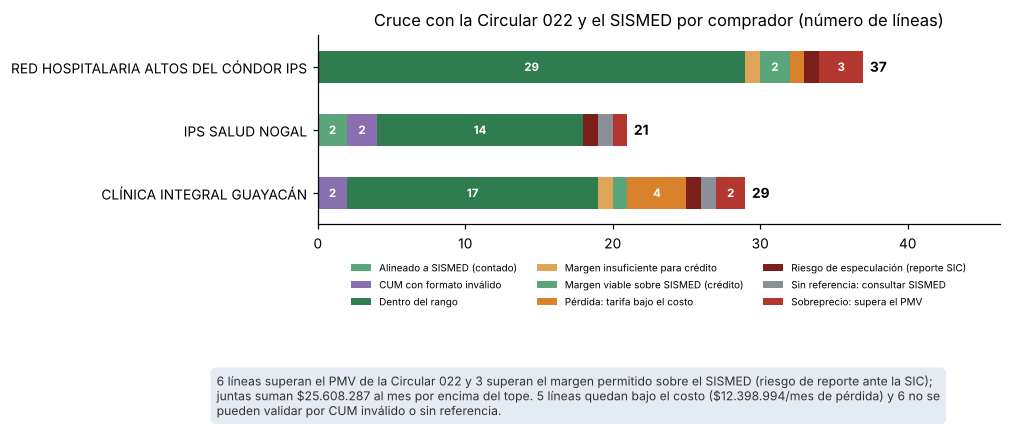 Cruce con la Circular 022 y el SISMED por comprador (número de líneas)
RED HOSPITALARIA ALTOS DEL CÓNDOR IPS
29
2
3
37
IPS SALUD NOGAL
2
2
14
21
CLÍNICA INTEGRAL GUAYACÁN
2
17
4
2
29
0
10
20
30
40
Alineado a SISMED (contado)
CUM con formato inválido
Dentro del rango
Margen insuficiente para crédito
Margen viable sobre SISMED (crédito)
Pérdida: tarifa bajo el costo
Riesgo de especulación (reporte SIC)
Sin referencia: consultar SISMED
Sobreprecio: supera el PMV
6 líneas superan el PMV de la Circular 022 y 3 superan el margen permitido sobre el SISMED (riesgo de reporte ante la SIC);
juntas suman $25.608.287 al mes por encima del tope. 5 líneas quedan bajo el costo ($12.398.994/mes de pérdida) y 6 no se
pueden validar por CUM inválido o sin referencia.